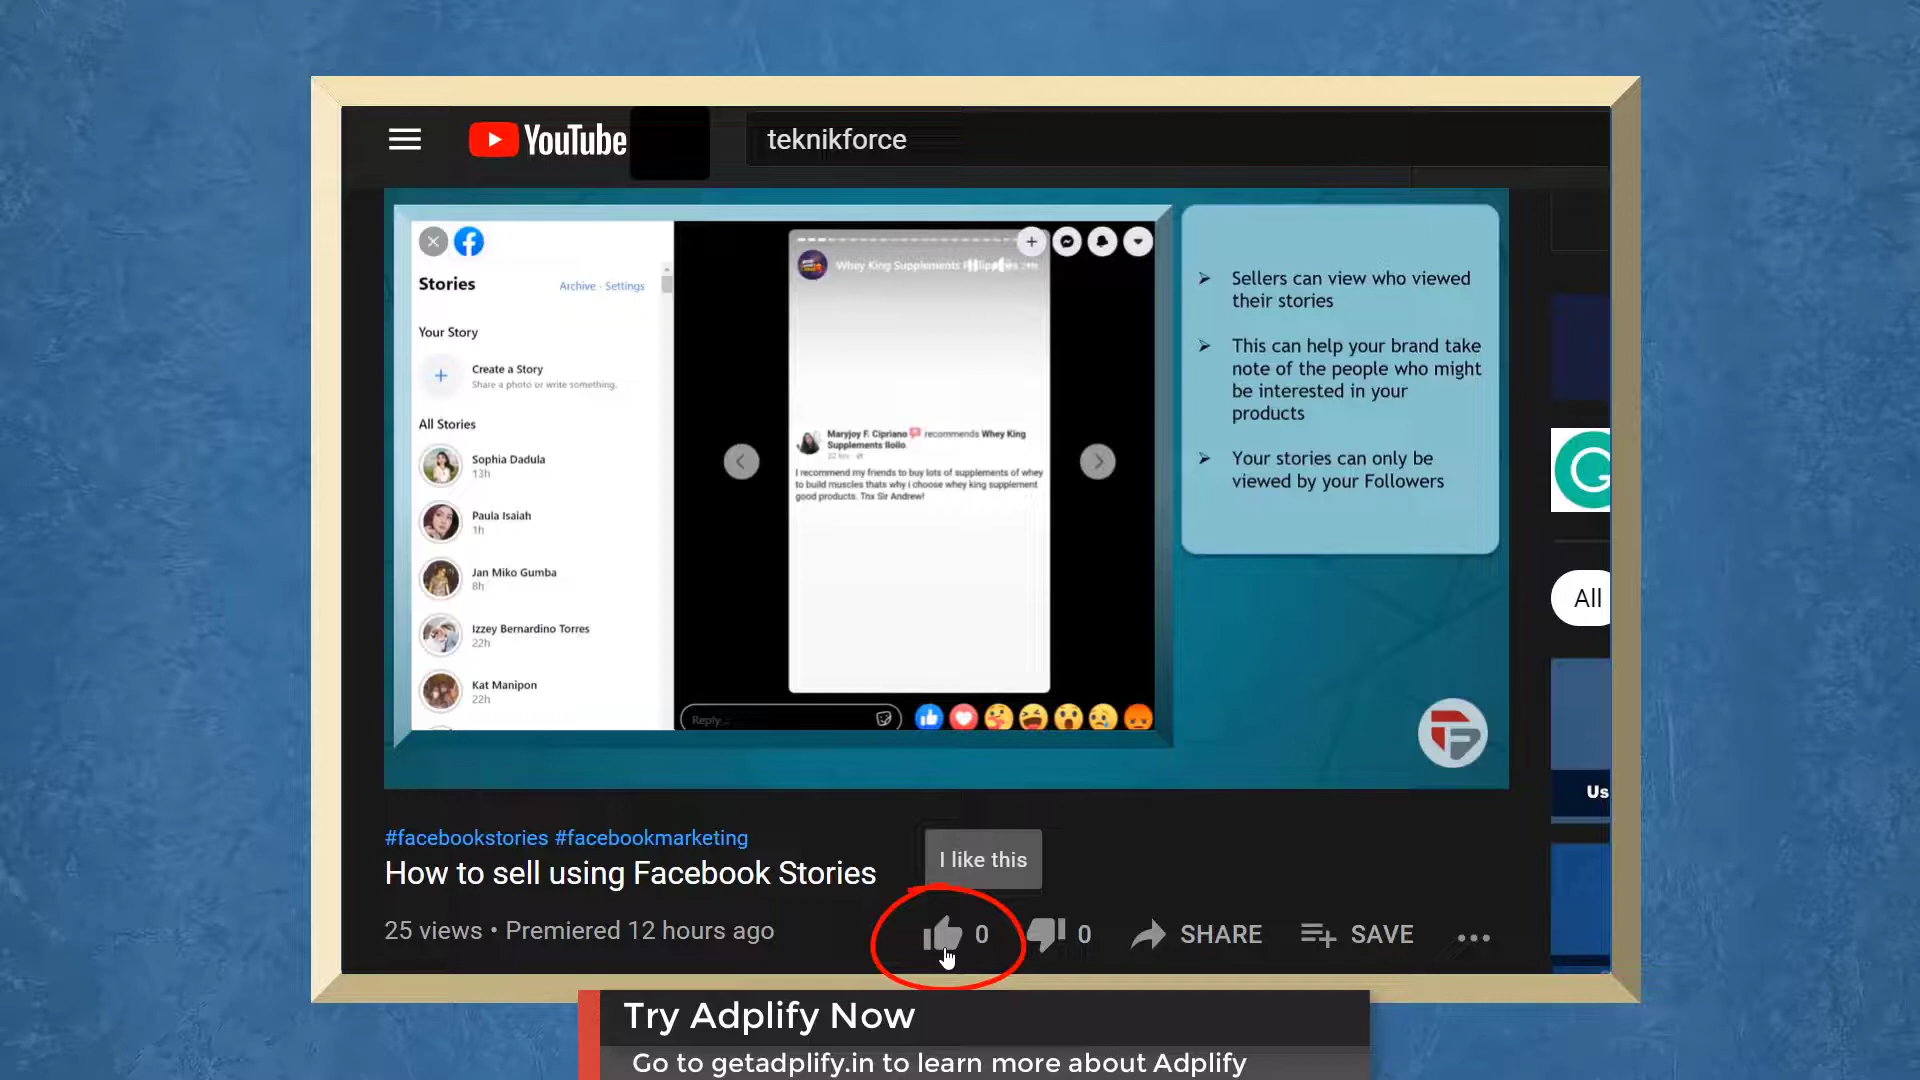 YouTube
teknikforce
Stories
Archive · Settings
Your Story
Create a Story
Share a photo or write something.
All Stories
Sophia Dadula
13h
Paula Isaiah
1h
Jan Miko Gumba
8h
Izzey Bernardino Torres
22h
Kat Manipon
22h
Whey King Supplements
Maryjoy F. Cipriano recommends Whey King
Supplements Iloilo.
I recommend my friends to buy lots of supplements of whey
to build muscles thats why i choose whey king supplement
good products. Tnx Sir Andrew!
Reply...
Sellers can view who viewed
their stories
This can help your brand take
note of the people who might
be interested in your
products
Your stories can only be
viewed by your Followers
All
Us
#facebookstories #facebookmarketing
How to sell using Facebook Stories
I like this
25 views • Premiered 12 hours ago
0
0
SHARE
SAVE
Try Adplify Now
Go to getadplify.in to learn more about Adplify